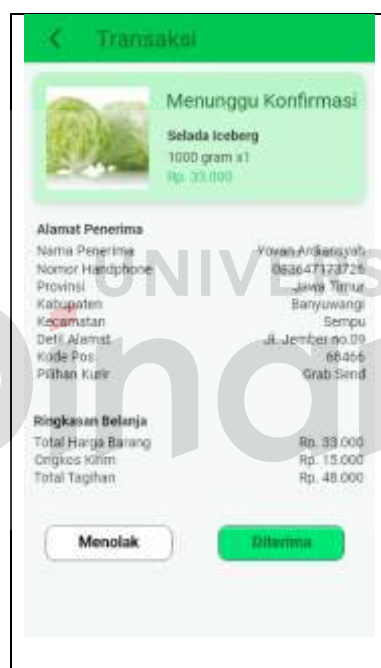 Transaksi
Menunggu Konfirmasi
Selada Iceberg
1000 gram x1
Rp. 33.000
Alamat Penerima
Nama Penerima Yovan Ardiansyah
Nomor Handphone
Provinsi Jawa Timur
Kabupaten Banyuwangi
Kecamatan Sempu
Detil Alamat Jl. Jember no.09
Kode Pos 68466
Pilihan Kurir Grab Send
Ringkasan Belanja
Total Harga Barang Rp. 33.000
Ongkos Kirim Rp. 15.000
Total Tagihan Rp. 48.000
Menolak Diterima